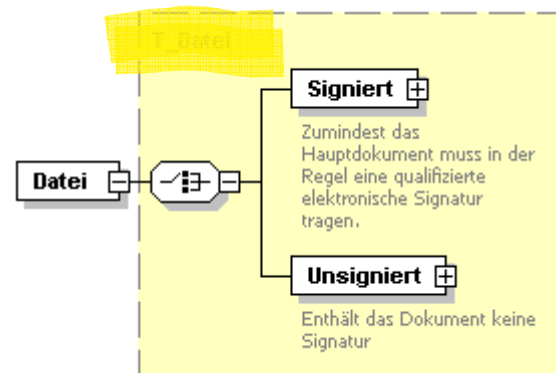 T_Datei
Signiert
Zumindest das
Hauptdokument muss in der
Regel eine qualifizierte
elektronische Signatur
tragen.
Datei
Unsigniert
Enthält das Dokument keine
Signatur